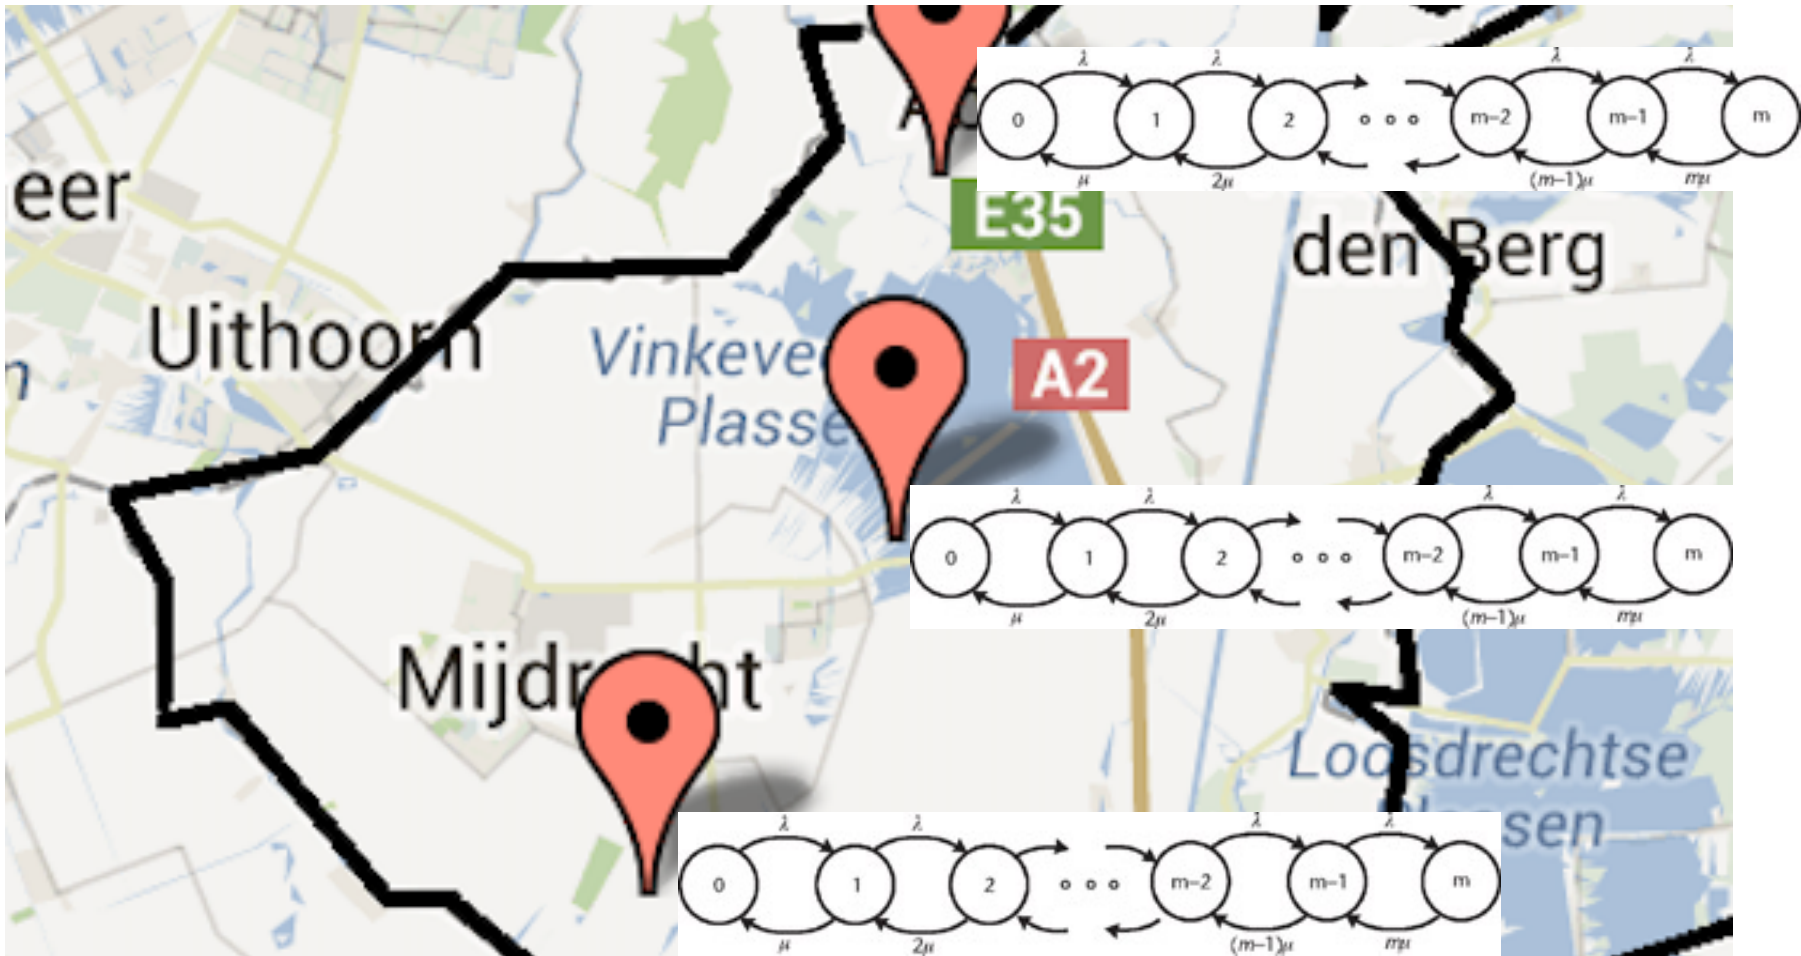 λ λ λ λ
0 1 2 m–2 m–1 m
μ 2μ (m–1)μ mμ
eer
E35
den Berg
Uithoorn
Vinkeve
Plasse
A2
n
λ λ λ λ
0 1 2 m–2 m–1 m
μ 2μ (m–1)μ mμ
Mijdr ht
Loosdrechtse
sen
λ λ λ λ
0 1 2 m–2 m–1 m
μ 2μ (m–1)μ mμ